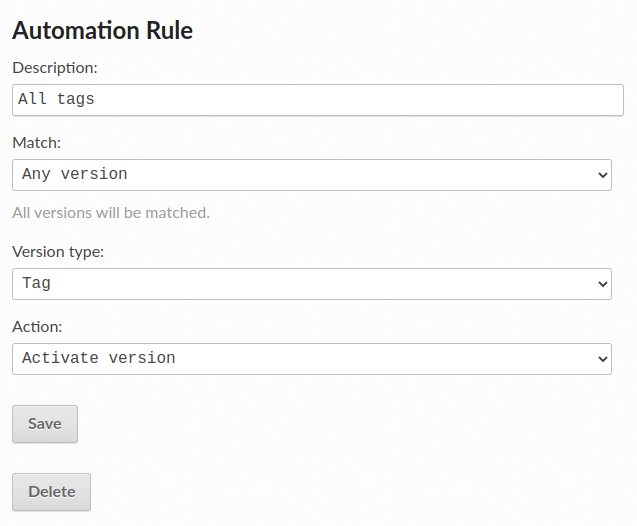 Automation Rule
Description:
All tags
Match:
Any version
All versions will be matched.
Version type:
Tag
Action:
Activate version
Save
Delete